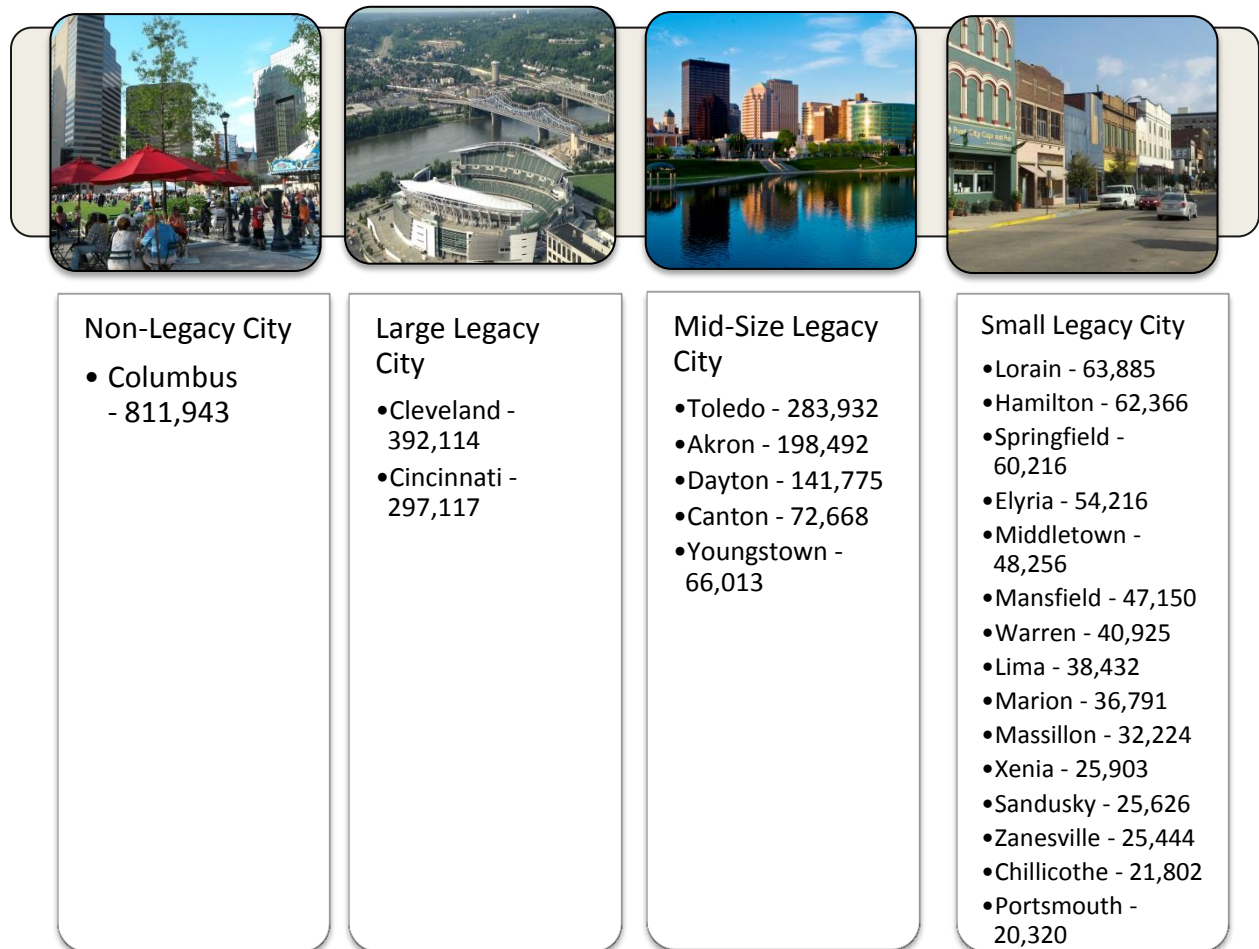 Non-Legacy City
• Columbus
- 811,943
Large Legacy
City
•Cleveland -
392,114
•Cincinnati -
297,117
Mid-Size Legacy
City
•Toledo - 283,932
•Akron - 198,492
•Dayton - 141,775
•Canton - 72,668
•Youngstown -
66,013
Small Legacy City
•Lorain - 63,885
•Hamilton - 62,366
•Springfield -
60,216
•Elyria - 54,216
•Middletown -
48,256
•Mansfield - 47,150
•Warren - 40,925
•Lima - 38,432
•Marion - 36,791
•Massillon - 32,224
•Xenia - 25,903
•Sandusky - 25,626
•Zanesville - 25,444
•Chillicothe - 21,802
•Portsmouth -
20,320